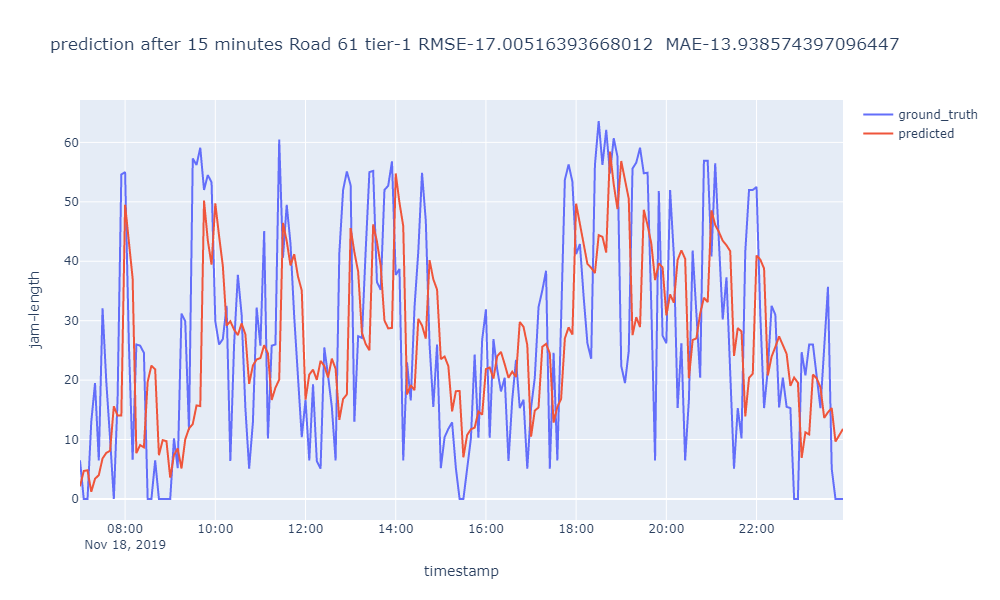 prediction after 15 minutes Road 61 tier-1 RMSE-17.00516393668012  MAE-13.938574397096447
ground_truth
predicted
60
50
40
30
20
10
0
jam-length
08:00 10:00 12:00 14:00 16:00 18:00 20:00 22:00
Nov 18, 2019
timestamp